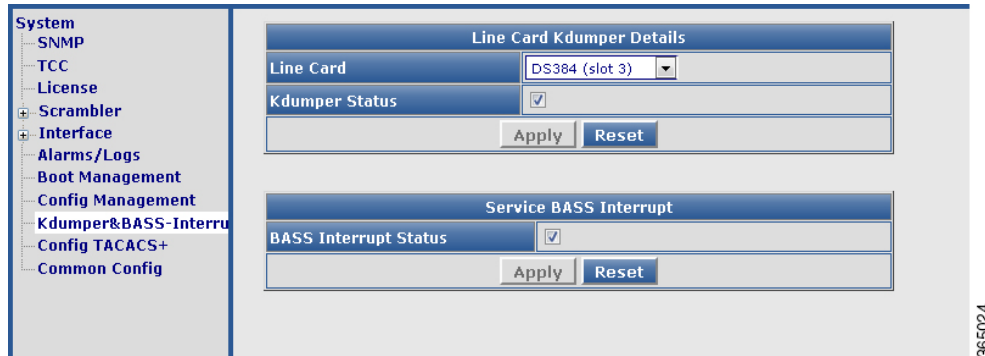 System
SNMP
TCC
License
Scrambler
Interface
Alarms/Logs
Boot Management
Config Management
Kdumper&BASS-Interru
Config TACACS+
Common Config
Line Card Kdumper Details
Line Card DS384 (slot 3)
Kdumper Status
Apply Reset
Service BASS Interrupt
BASS Interrupt Status
Apply Reset
365024